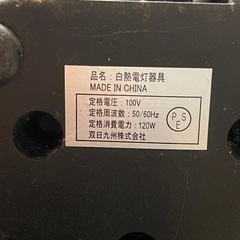 品名：白熱電灯器具
MADE IN CHINA
定格電圧：100V
定格周波数：50/60Hz
定格消費電力：120W
双日九州株式会社
PSE